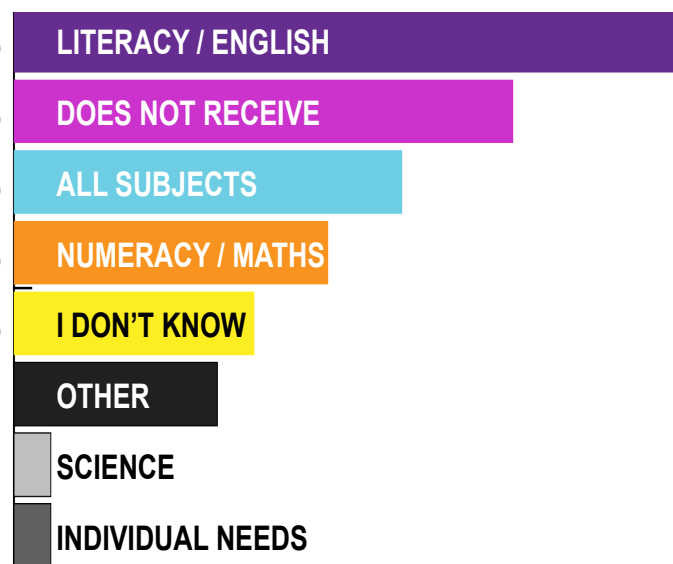 LITERACY / ENGLISH
DOES NOT RECEIVE
ALL SUBJECTS
NUMERACY / MATHS
I DON'T KNOW
OTHER
SCIENCE
INDIVIDUAL NEEDS